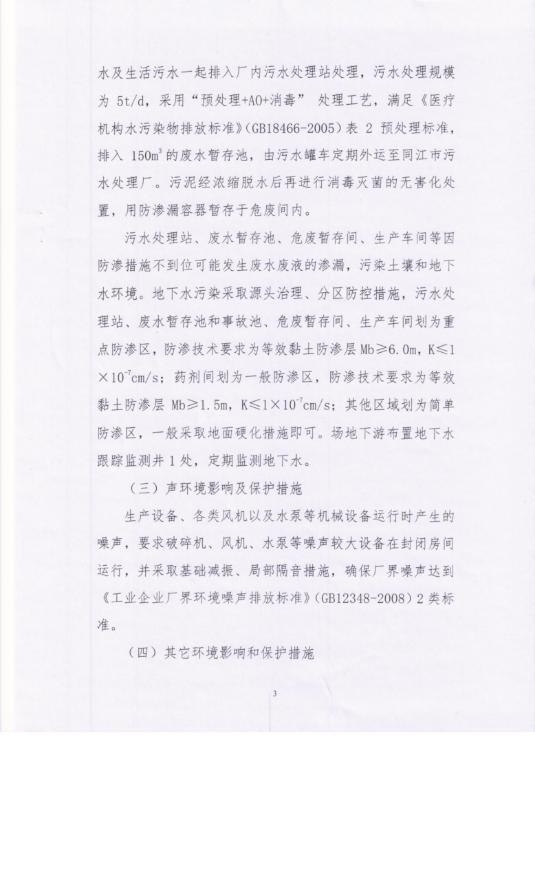 水及生活污水一起排入厂内污水处理站处理，污水处理规模
为 5t/d，采用“预处理+AO+消毒” 处理工艺，满足《医疗
机构水污染物排放标准》（GB18466-2005）表 2 预处理标准，
排入 150m³的废水暂存池，由污水罐车定期外运至同江市污
水处理厂。污泥经浓缩脱水后再进行消毒灭菌的无害化处
置，用防渗漏容器暂存于危废间内。
污水处理站、废水暂存池、危废暂存间、生产车间等因
防渗措施不到位可能发生废水废液的渗漏，污染土壤和地下
水环境。地下水污染采取源头治理、分区防控措施，污水处
理站、废水暂存池和事故池、危废暂存间、生产车间划为重
点防渗区，防渗技术要求为等效黏土防渗层 Mb≥6.0m，K≤1
×10⁻⁷cm/s；药剂间划为一般防渗区，防渗技术要求为等效
黏土防渗层 Mb≥1.5m，K≤1×10⁻⁷cm/s；其他区域划为简单
防渗区，一般采取地面硬化措施即可。场地下游布置地下水
跟踪监测井 1 处，定期监测地下水。
（三）声环境影响及保护措施
生产设备、各类风机以及水泵等机械设备运行时产生的
噪声，要求破碎机、风机、水泵等噪声较大设备在封闭房间
运行，并采取基础减振、局部隔音措施，确保厂界噪声达到
《工业企业厂界环境噪声排放标准》（GB12348-2008）2 类标
准。
（四）其它环境影响和保护措施
3